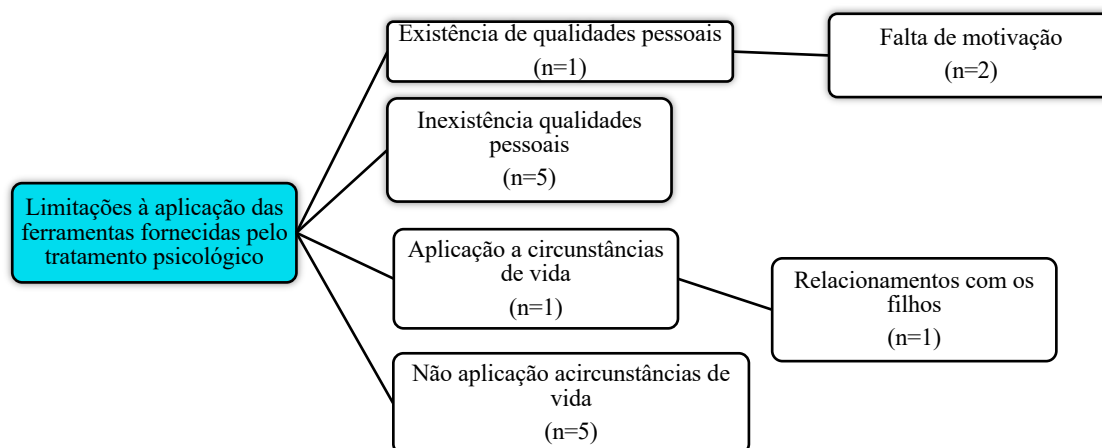 Existência de qualidades pessoais
(n=1)
Falta de motivação
(n=2)
Inexistência qualidades
pessoais
(n=5)
Limitações à aplicação das
ferramentas fornecidas pelo
tratamento psicológico
Aplicação a circunstâncias
de vida
(n=1)
Relacionamentos com os
filhos
(n=1)
Não aplicação acircunstâncias de
vida
(n=5)